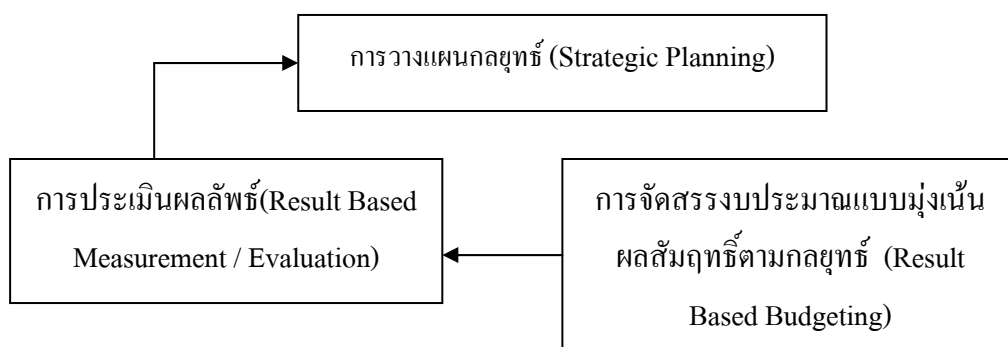 การวางแผนกลยุทธ์ (Strategic Planning)
การประเมินผลลัพธ์(Result Based
Measurement / Evaluation)
การจัดสรรงบประมาณแบบมุ่งเน้น
ผลสัมฤทธิ์ตามกลยุทธ์ (Result
Based Budgeting)